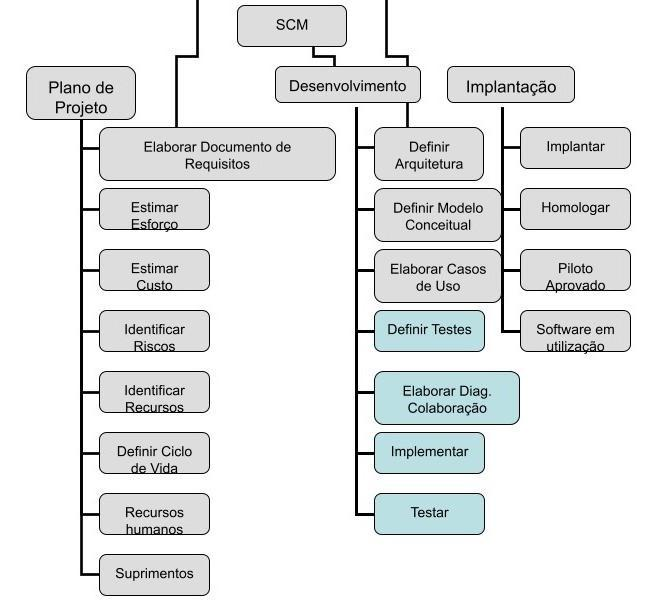 SCM
Plano de
Projeto
Desenvolvimento
Implantação
Elaborar Documento de
Requisitos
Estimar
Esforço
Estimar
Custo
Identificar
Riscos
Identificar
Recursos
Definir Ciclo
de Vida
Recursos
humanos
Suprimentos
Definir
Arquitetura
Definir Modelo
Conceitual
Elaborar Casos
de Uso
Definir Testes
Elaborar Diag.
Colaboração
Implementar
Testar
Implantar
Homologar
Piloto
Aprovado
Software em
utilização